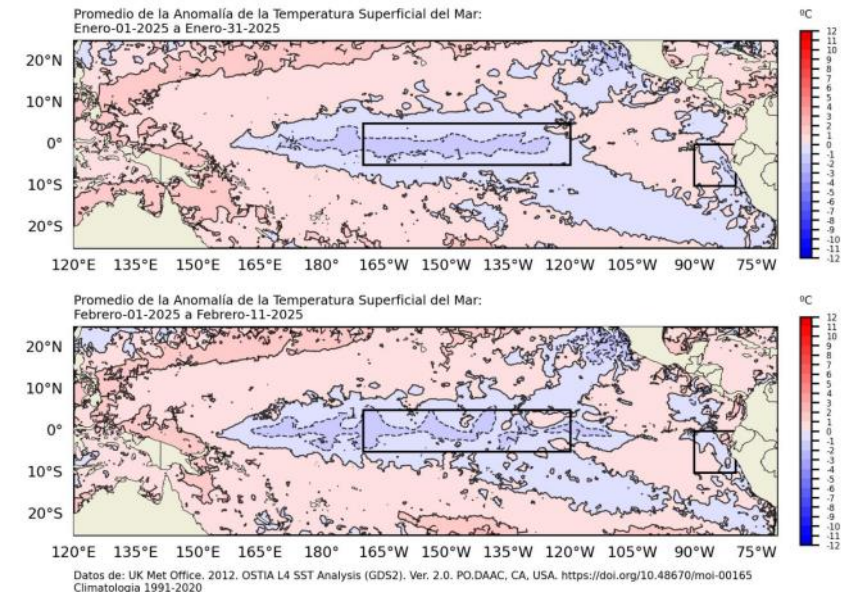 Promedio de la Anomalía de la Temperatura Superficial del Mar:
Enero-01-2025 a Enero-31-2025
ºC
20°N
10°N
0°
10°S
20°S
120°E 135°E 150°E 165°E 180° 165°W 150°W 135°W 120°W 105°W 90°W 75°W
12
11
10
9
8
7
6
5
4
3
2
1
0
-1
-2
-3
-4
-5
-6
-7
-8
-9
-10
-11
-12
Promedio de la Anomalía de la Temperatura Superficial del Mar:
Febrero-01-2025 a Febrero-11-2025
ºC
20°N
10°N
0°
10°S
20°S
120°E 135°E 150°E 165°E 180° 165°W 150°W 135°W 120°W 105°W 90°W 75°W
12
11
10
9
8
7
6
5
4
3
2
1
0
-1
-2
-3
-4
-5
-6
-7
-8
-9
-10
-11
-12
Datos de: UK Met Office. 2012. OSTIA L4 SST Analysis (GDS2). Ver. 2.0. PO.DAAC, CA, USA. https://doi.org/10.48670/moi-00165
Climatologia 1991-2020